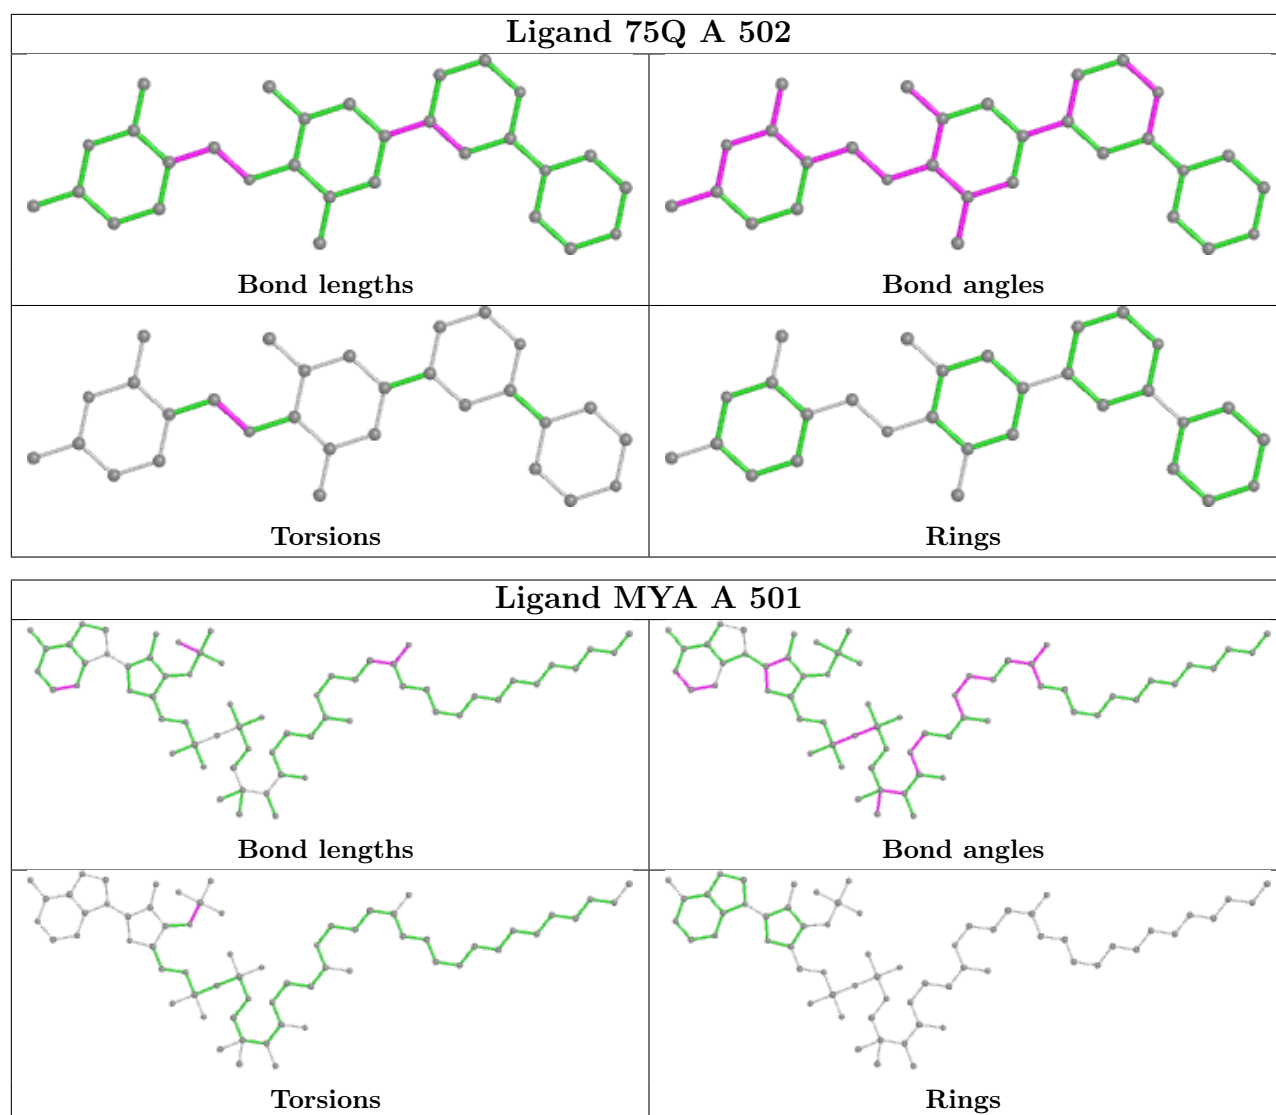 Ligand 75Q A 502
Bond lengths
Bond angles
Torsions
Rings
Ligand MYA A 501
Bond lengths
Bond angles
Torsions
Rings